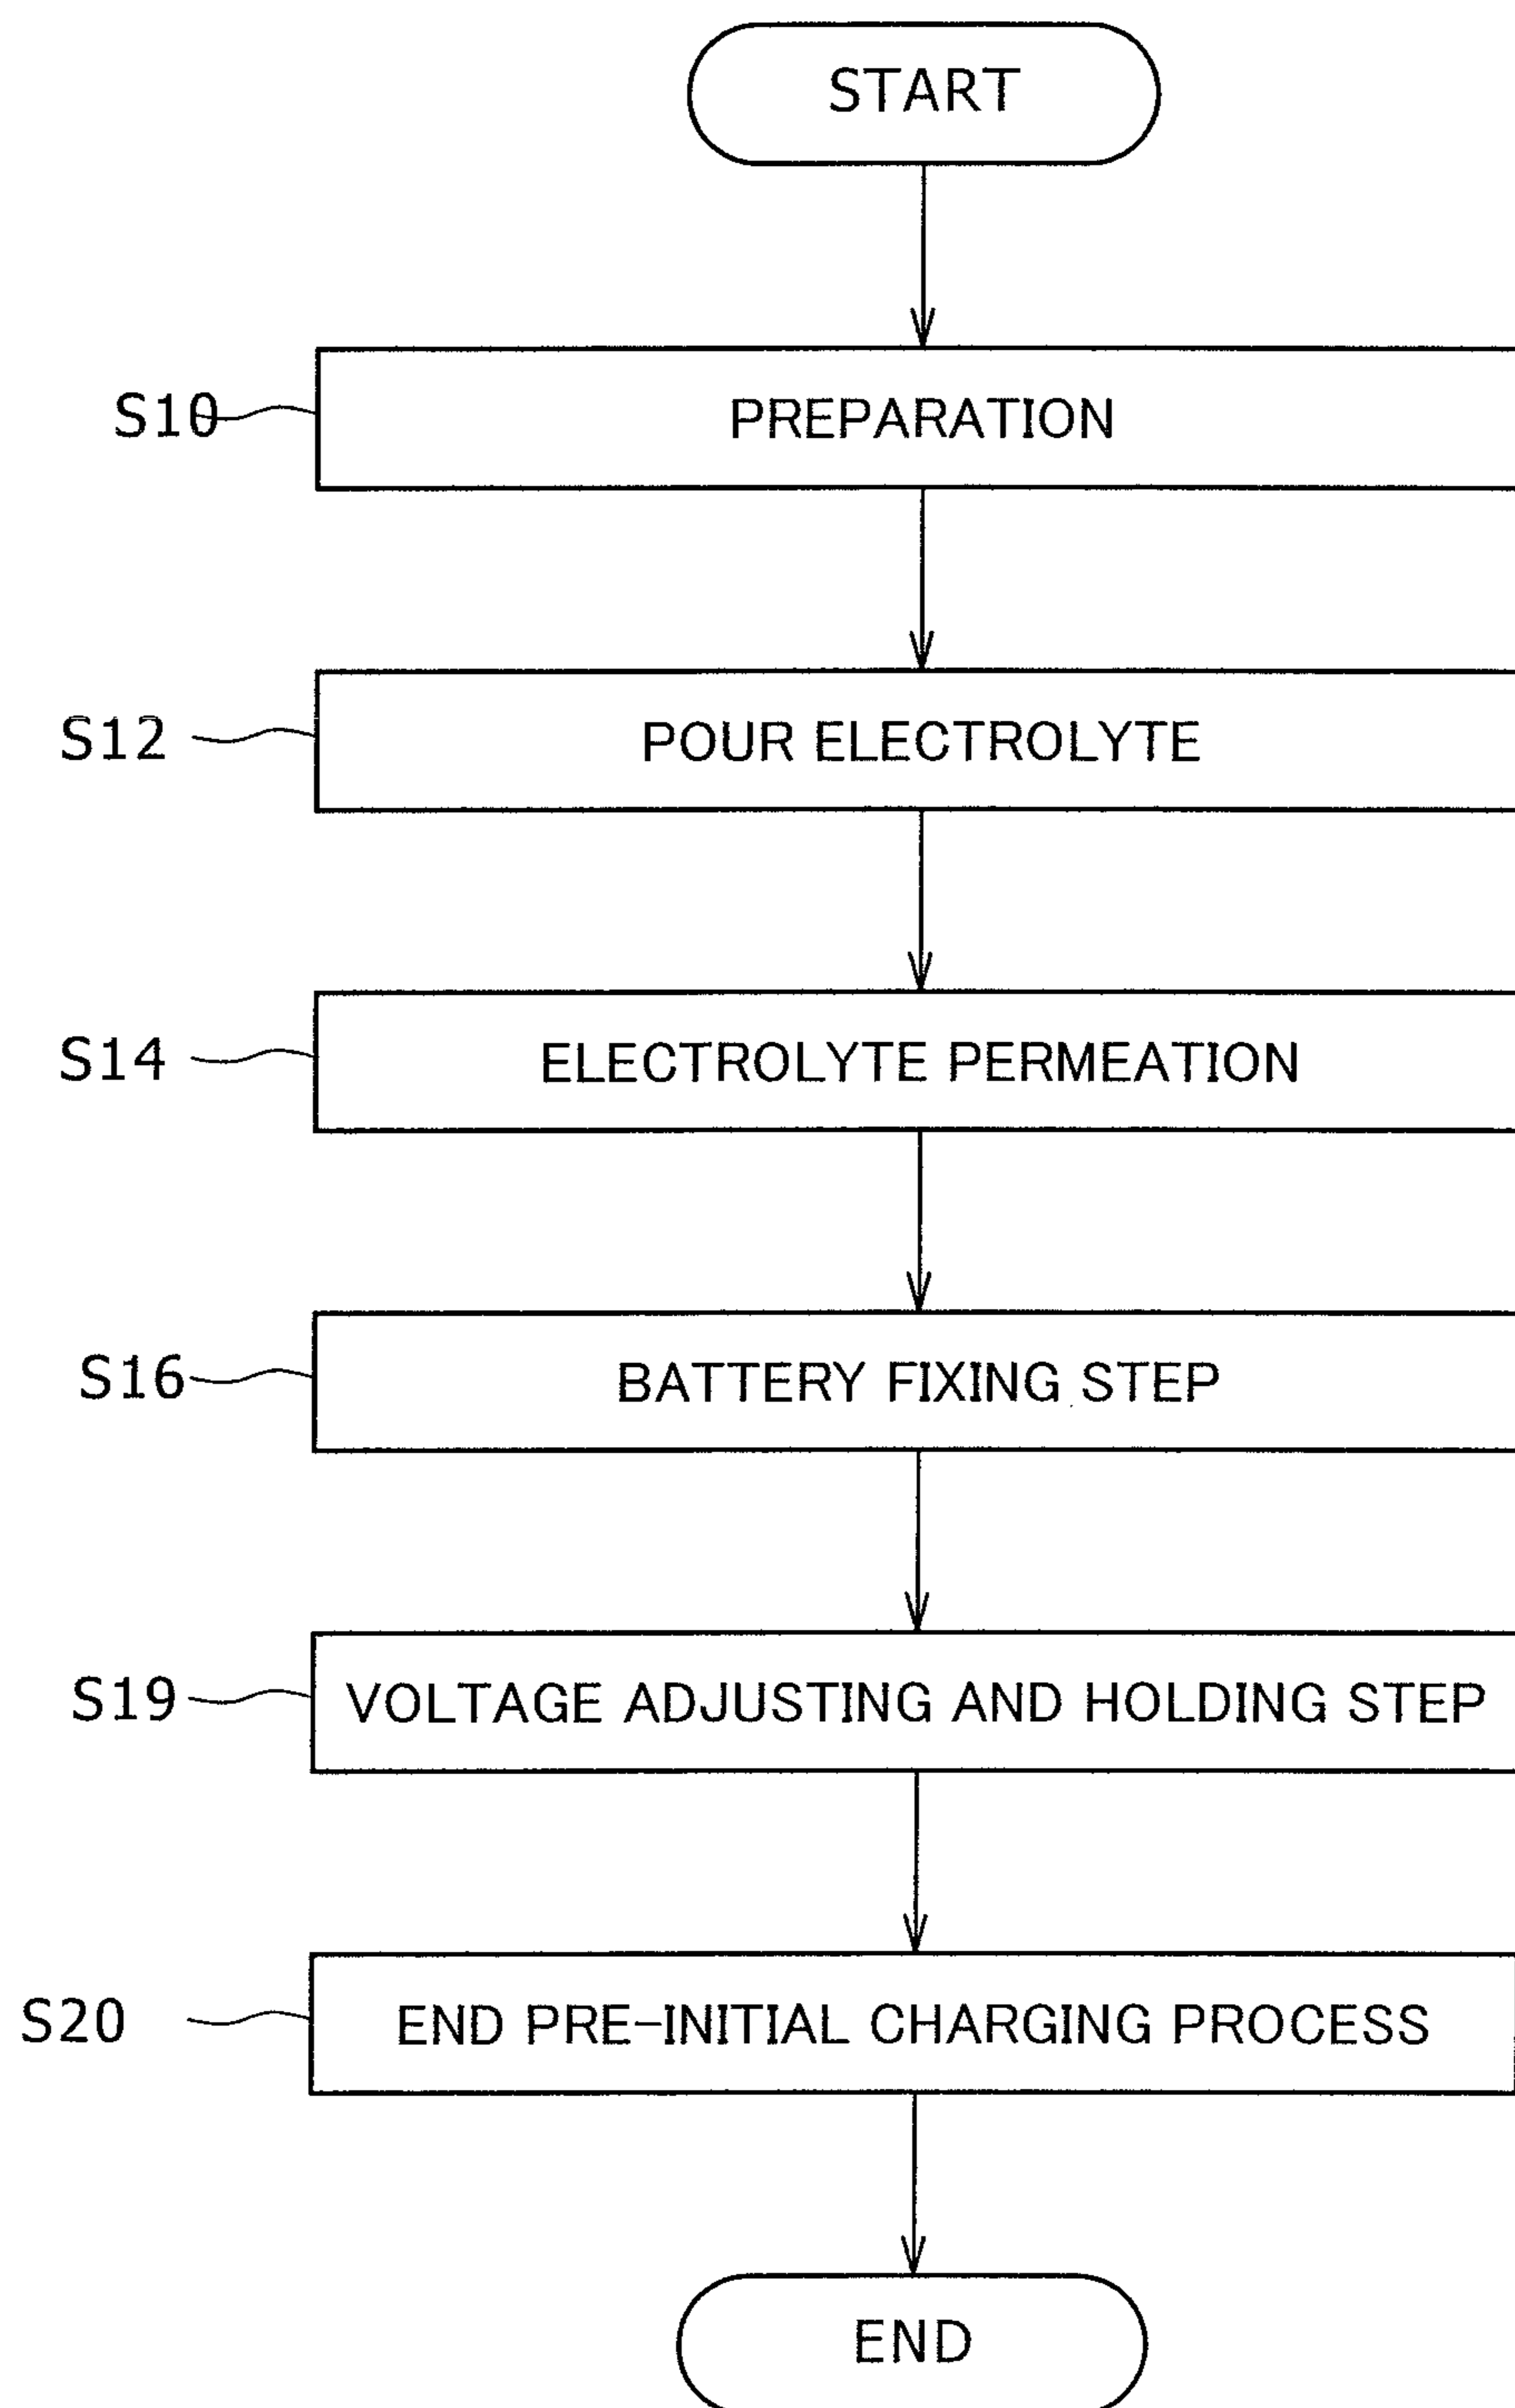 START
S10 PREPARATION
S12 POUR ELECTROLYTE
S14 ELECTROLYTE PERMEATION
S16 BATTERY FIXING STEP
S19 VOLTAGE ADJUSTING AND HOLDING STEP
S20 END PRE-INITIAL CHARGING PROCESS
END